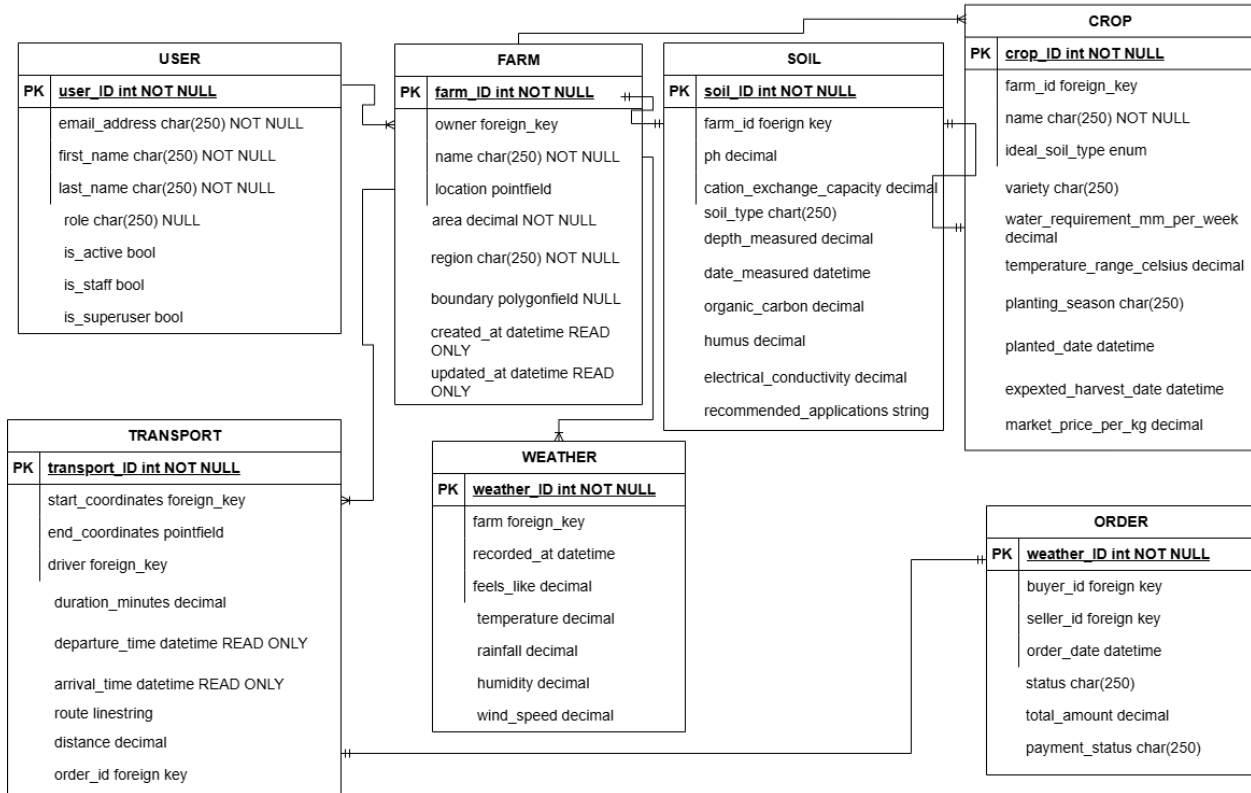 USER
PK user_ID int NOT NULL
email_address char(250) NOT NULL
first_name char(250) NOT NULL
last_name char(250) NOT NULL
role char(250) NULL
is_active bool
is_staff bool
is_superuser bool
FARM
PK farm_ID int NOT NULL
owner foreign_key
name char(250) NOT NULL
location pointfield
area decimal NOT NULL
region char(250) NOT NULL
boundary polygonfield NULL
created_at datetime READ
ONLY
updated_at datetime READ
ONLY
SOIL
PK soil_ID int NOT NULL
farm_id foerign key
ph decimal
cation_exchange_capacity decimal
soil_type chart(250)
depth_measured decimal
date_measured datetime
organic_carbon decimal
humus decimal
electrical_conductivity decimal
recommended_applications string
CROP
PK crop_ID int NOT NULL
farm_id foreign_key
name char(250) NOT NULL
ideal_soil_type enum
variety char(250)
water_requirement_mm_per_week
decimal
temperature_range_celsius decimal
planting_season char(250)
planted_date datetime
expexted_harvest_date datetime
market_price_per_kg decimal
TRANSPORT
PK transport_ID int NOT NULL
start_coordinates foreign_key
end_coordinates pointfield
driver foreign_key
duration_minutes decimal
departure_time datetime READ ONLY
arrival_time datetime READ ONLY
route linestring
distance decimal
order_id foreign key
WEATHER
PK weather_ID int NOT NULL
farm foreign_key
recorded_at datetime
feels_like decimal
temperature decimal
rainfall decimal
humidity decimal
wind_speed decimal
ORDER
PK weather_ID int NOT NULL
buyer_id foreign key
seller_id foreign key
order_date datetime
status char(250)
total_amount decimal
payment_status char(250)